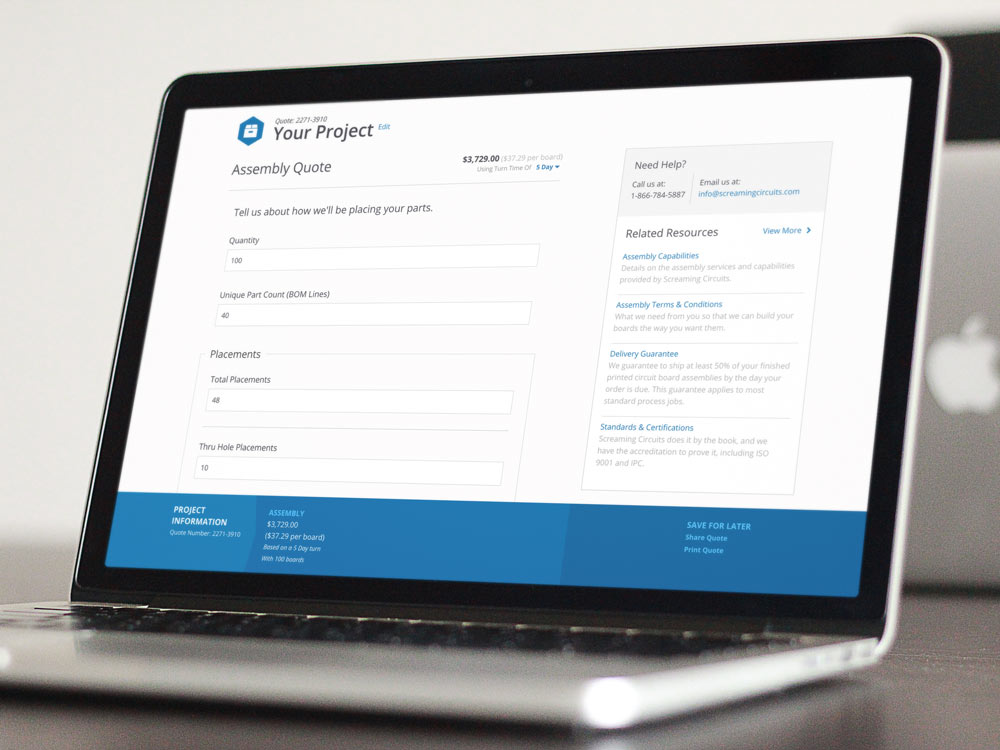 Quote: 2271-3910
Your Project Edit
Assembly Quote
$3,729.00 ($37.29 per board)
Using Turn Time Of 5 Day
Tell us about how we'll be placing your parts.
Quantity
100
Unique Part Count (BOM Lines)
40
Placements
Total Placements
48
Thru Hole Placements
10
Need Help?
Call us at:
1-866-784-5887
Email us at:
info@screamingcircuits.com
Related Resources
View More
Assembly Capabilities
Details on the assembly services and capabilities
provided by Screaming Circuits.
Assembly Terms & Conditions
What we need from you so that we can build your
boards the way you want them.
Delivery Guarantee
We guarantee to ship at least 50% of your finished
printed circuit board assemblies by the day your
order is due. This guarantee applies to most
standard process jobs.
Standards & Certifications
Screaming Circuits does it by the book, and we
have the accreditation to prove it, including ISO
9001 and IPC.
PROJECT
INFORMATION
Quote Number: 2271-3910
ASSEMBLY
$3,729.00
($37.29 per board)
Based on a 5 Day turn
With 100 boards
SAVE FOR LATER
Share Quote
Print Quote